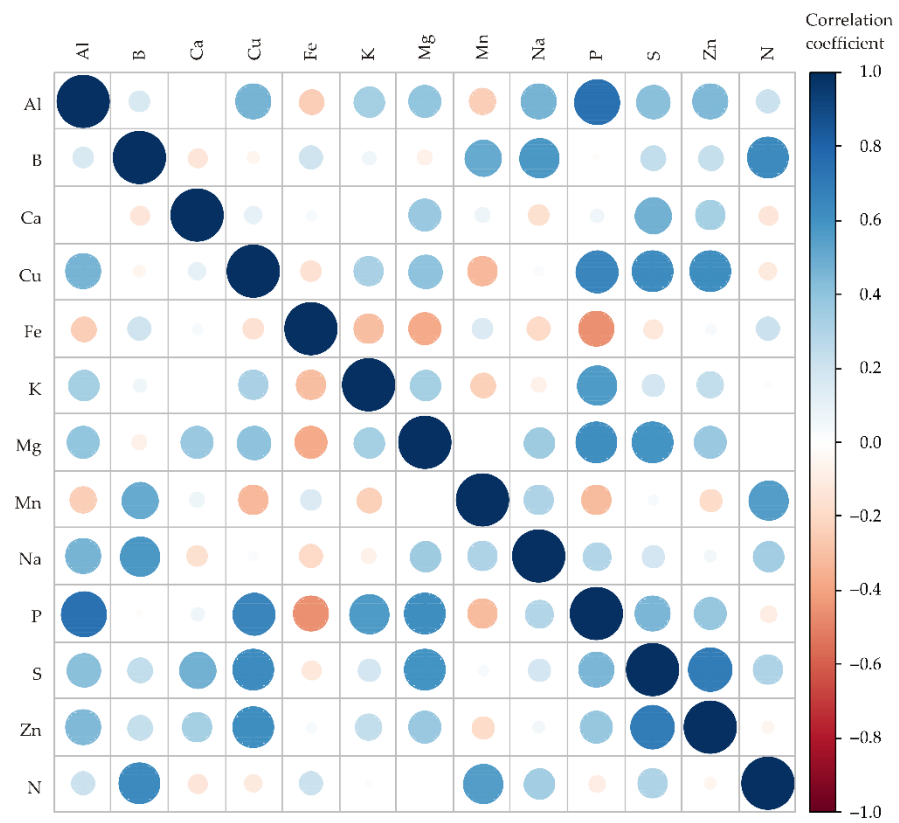 Correlation
coefficient
Al B Ca Cu Fe K Mg Mn Na P S Zn N
Al
B
Ca
Cu
Fe
K
Mg
Mn
Na
P
S
Zn
N
1.0
0.8
0.6
0.4
0.2
0.0
−0.2
−0.4
−0.6
−0.8
−1.0